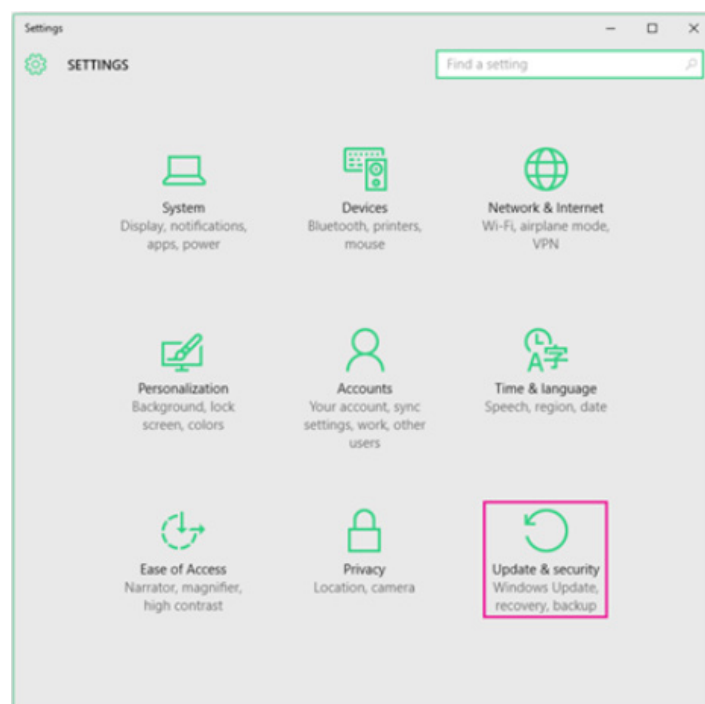 Settings
SETTINGS
Find a setting
System
Display, notifications,
apps, power
Devices
Bluetooth, printers,
mouse
Network & Internet
Wi-Fi, airplane mode,
VPN
Personalization
Background, lock
screen, colors
Accounts
Your account, sync
settings, work, other
users
A字
Time & language
Speech, region, date
Ease of Access
Narrator, magnifier,
high contrast
Privacy
Location, camera
Update & security
Windows Update,
recovery, backup